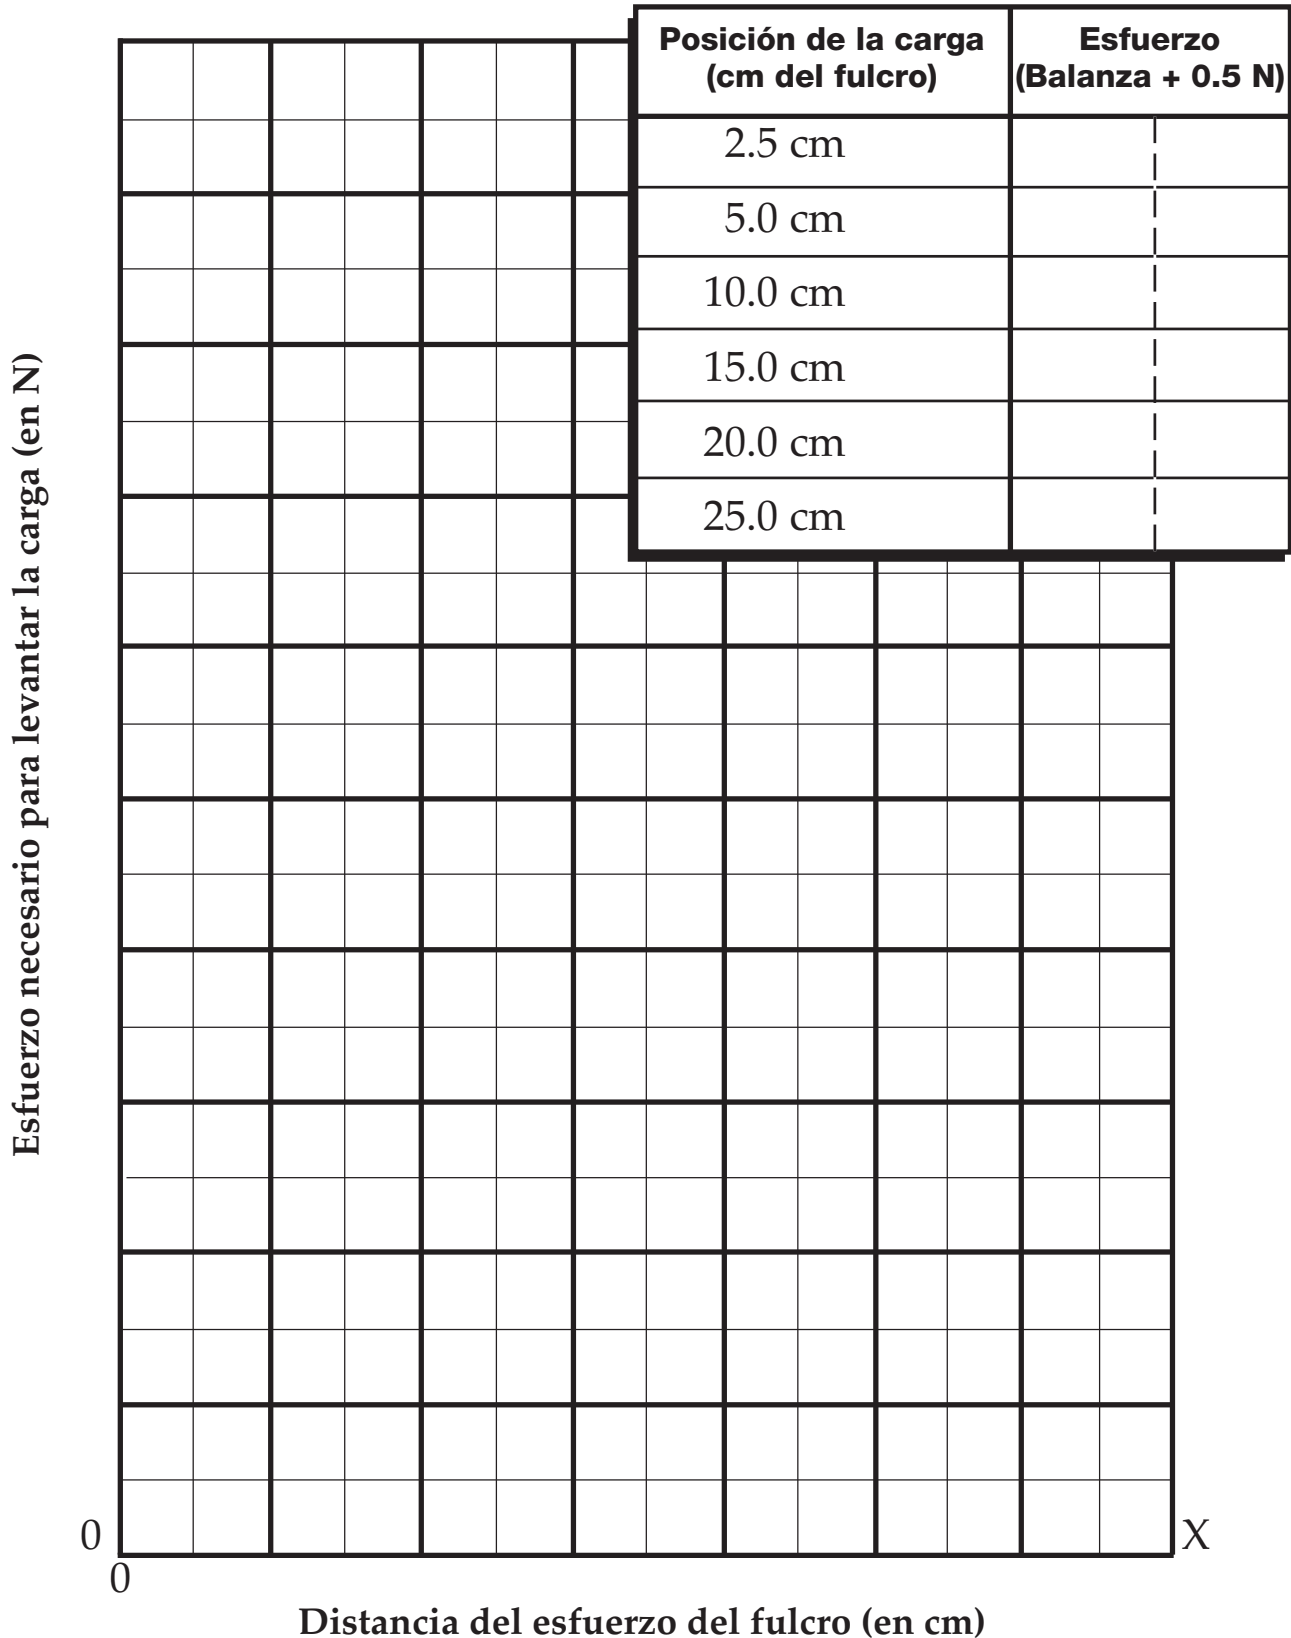 Posición de la carga
(cm del fulcro)
Esfuerzo
(Balanza + 0.5 N)
2.5 cm
5.0 cm
10.0 cm
15.0 cm
20.0 cm
25.0 cm
Esfuerzo necesario para levantar la carga (en N)
0
X
0
Distancia del esfuerzo del fulcro (en cm)